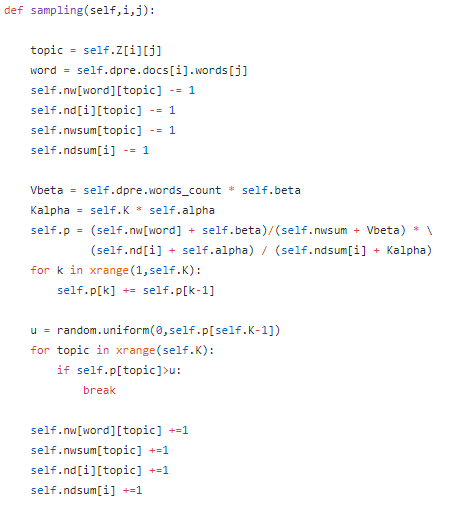 def sampling(self,i,j):
topic = self.Z[i][j]
word = self.dpre.docs[i].words[j]
self.nw[word][topic] -= 1
self.nd[i][topic] -= 1
self.nwsum[topic] -= 1
self.ndsum[i] -= 1
Vbeta = self.dpre.words_count * self.beta
Kalpha = self.K * self.alpha
self.p = (self.nw[word] + self.beta)/(self.nwsum + Vbeta) * \
(self.nd[i] + self.alpha) / (self.ndsum[i] + Kalpha)
for k in xrange(1,self.K):
self.p[k] += self.p[k-1]
u = random.uniform(0,self.p[self.K-1])
for topic in xrange(self.K):
if self.p[topic]>u:
break
self.nw[word][topic] +=1
self.nwsum[topic] +=1
self.nd[i][topic] +=1
self.ndsum[i] +=1